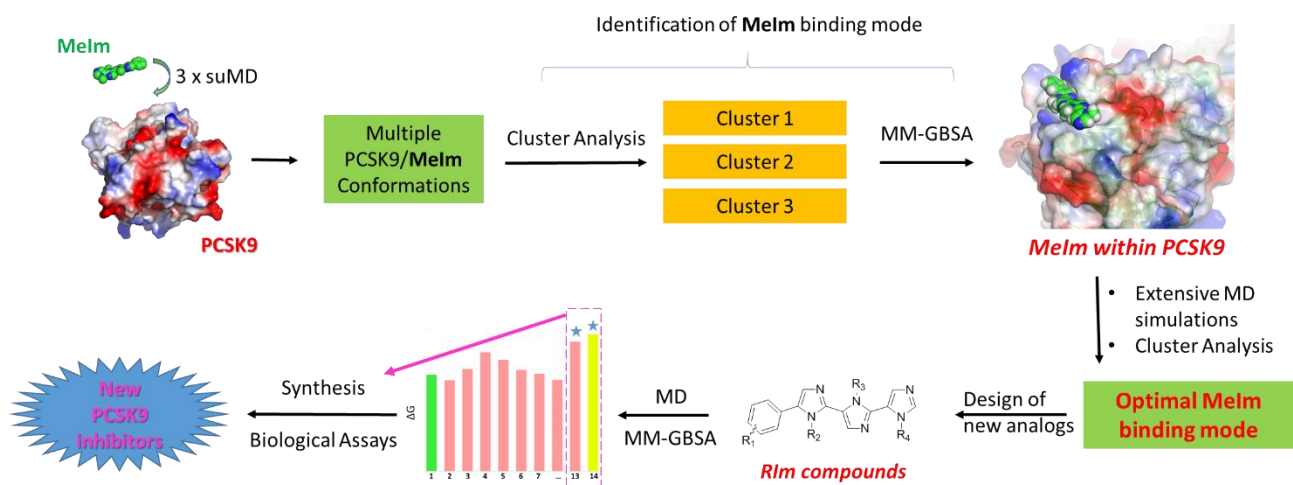 Identification of MeIm binding mode
MeIm
3 x suMD
PCSK9
Multiple
PCSK9/MeIm
Conformations
Cluster Analysis
Cluster 1
Cluster 2
Cluster 3
MM-GBSA
MeIm within PCSK9
• Extensive MD
simulations
• Cluster Analysis
Optimal MeIm
binding mode
Design of
new analogs
N
R3
N
N
N
N
N
R1
R2
R4
RIm compounds
MD
MM-GBSA
ΔG
1 2 3 4 5 6 7 ... 13 14
Synthesis
Biological Assays
New
PCSK9
inhibitors